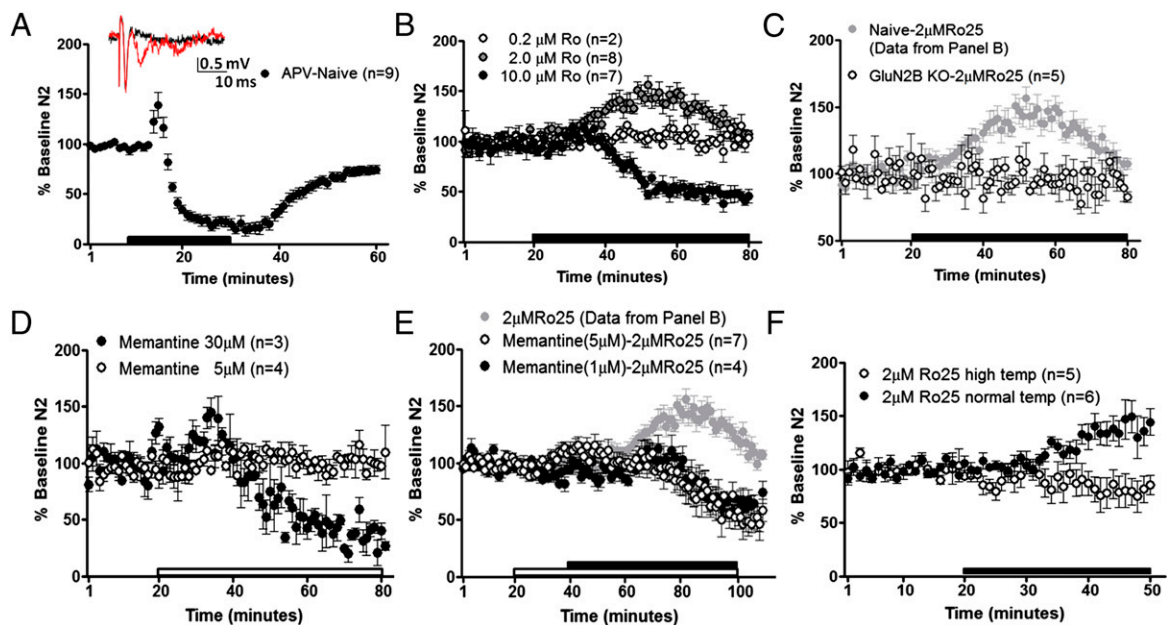 A
200
150
100
50
0
% Baseline N2
0.5 mV
10 ms
APV-Naive (n=9)
1
20
40
60
Time (minutes)
B
200
150
100
50
0
% Baseline N2
0.2 μM Ro (n=2)
2.0 μM Ro (n=8)
10.0 μM Ro (n=7)
1
20
40
60
80
Time (minutes)
C
200
150
100
50
% Baseline N2
Naive-2μMRo25
(Data from Panel B)
GluN2B KO-2μMRo25 (n=5)
1
20
40
60
80
Time (minutes)
D
200
150
100
50
0
% Baseline N2
Memantine 30μM (n=3)
Memantine 5μM (n=4)
1
20
40
60
80
Time (minutes)
E
200
150
100
50
0
% Baseline N2
2μMRo25 (Data from Panel B)
Memantine(5μM)-2μMRo25 (n=7)
Memantine(1μM)-2μMRo25 (n=4)
1
20
40
60
80
100
Time (minutes)
F
200
150
100
50
0
% Baseline N2
2μM Ro25 high temp (n=5)
2μM Ro25 normal temp (n=6)
1
10
20
30
40
50
Time (minutes)